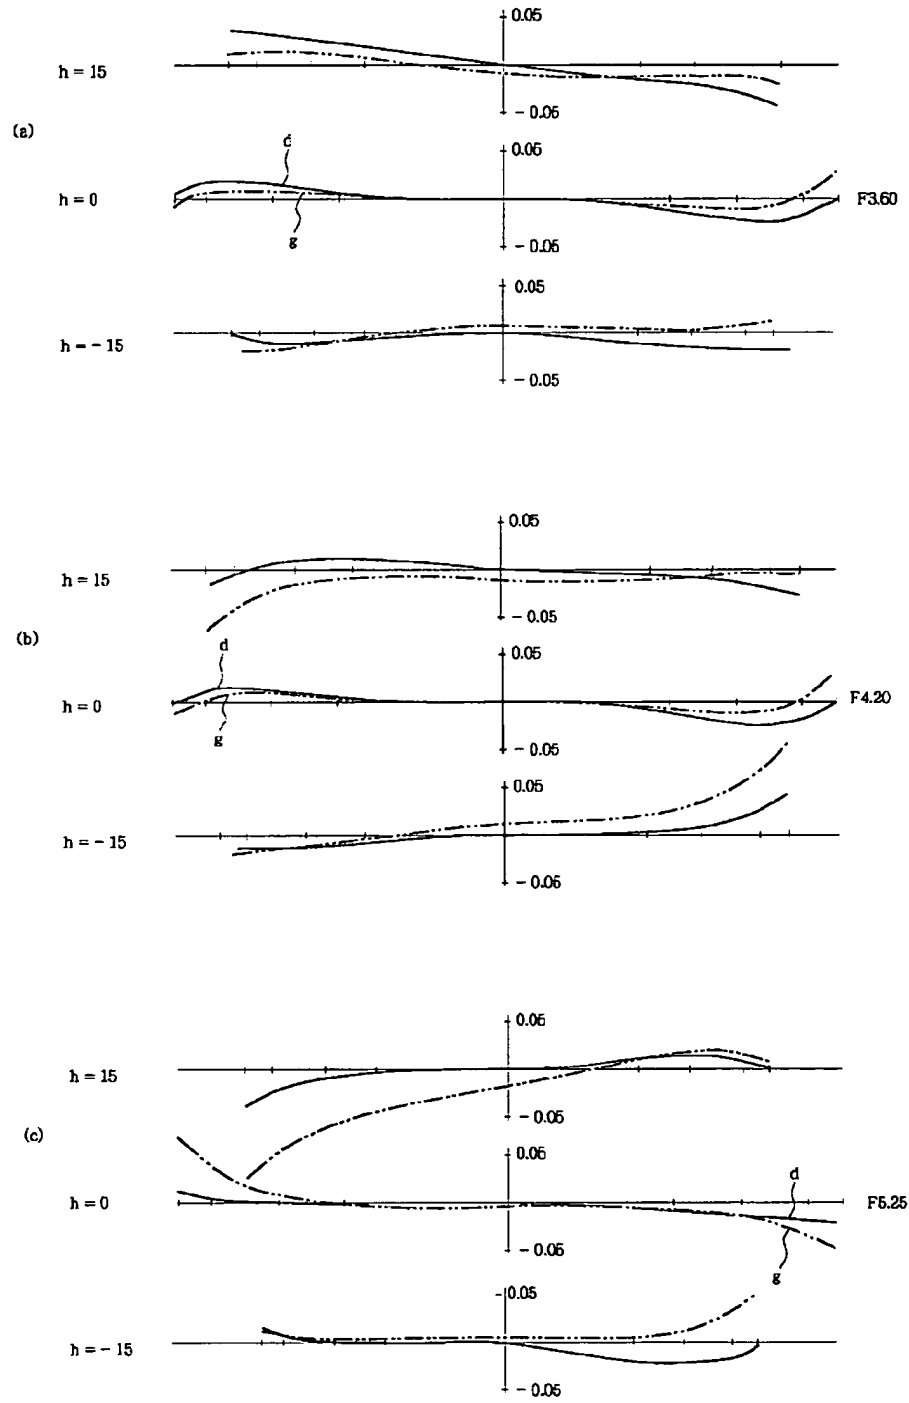 0.05
h = 15
- 0.05
(a)
d
0.05
h = 0
F3.60
g
- 0.05
0.05
h = - 15
- 0.05
0.05
h = 15
- 0.05
(b)
d
0.05
h = 0
F4.20
g
- 0.05
0.05
h = - 15
- 0.05
0.05
h = 15
- 0.05
(c)
0.05
d
h = 0
F5.25
- 0.05
g
- 0.05
h = - 15
- 0.05